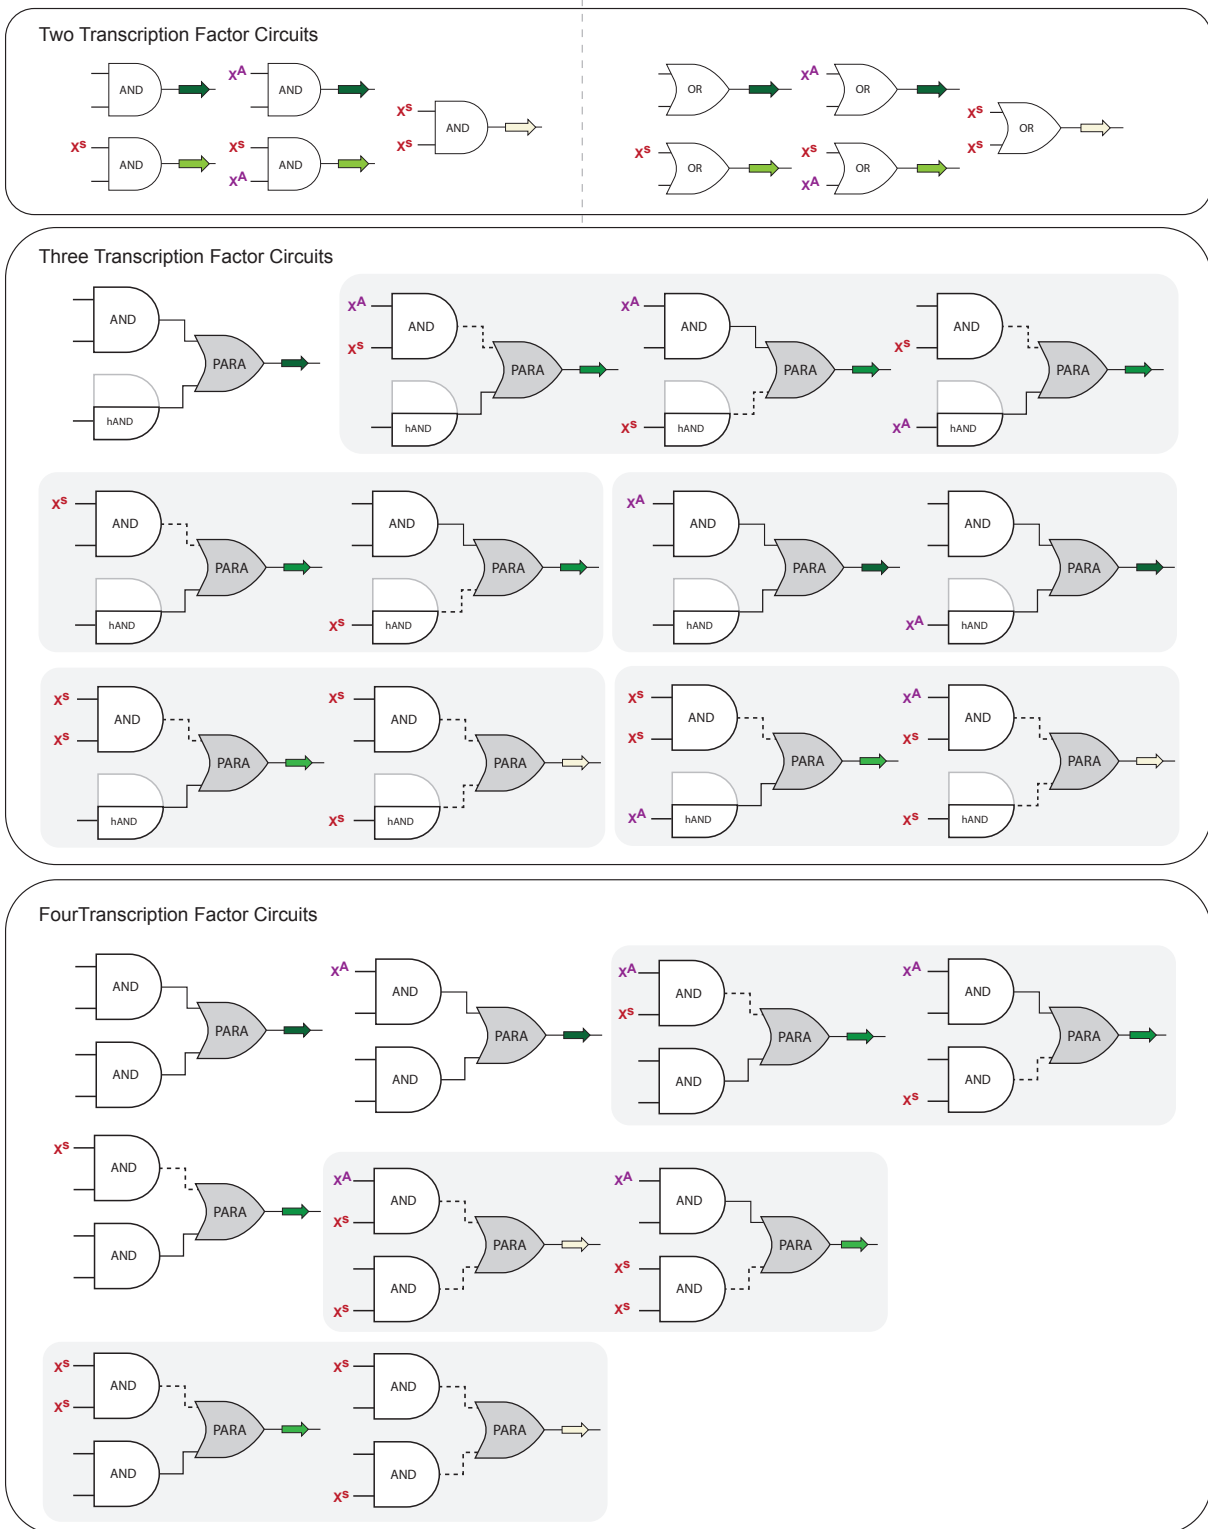 Two Transcription Factor Circuits
AND X^A AND X^S X^S AND OR X^A OR X^S X^S OR
X^S AND X^S X^A AND X^S OR X^S X^A OR
Three Transcription Factor Circuits
AND hAND PARA X^A X^S AND hAND PARA X^A AND X^S hAND PARA X^S AND X^A hAND PARA
X^S AND hAND PARA AND X^S hAND PARA X^A AND hAND PARA AND X^A hAND PARA
X^S X^S AND hAND PARA X^S AND X^S hAND PARA X^S X^S AND X^A hAND PARA X^A X^S AND X^S hAND PARA
FourTranscription Factor Circuits
AND AND PARA X^A AND AND PARA X^A X^S AND AND PARA X^A AND X^S AND PARA
X^S AND AND PARA X^A X^S AND X^S AND PARA X^A AND X^S X^S AND PARA
X^S X^S AND AND PARA X^S AND X^S AND PARA